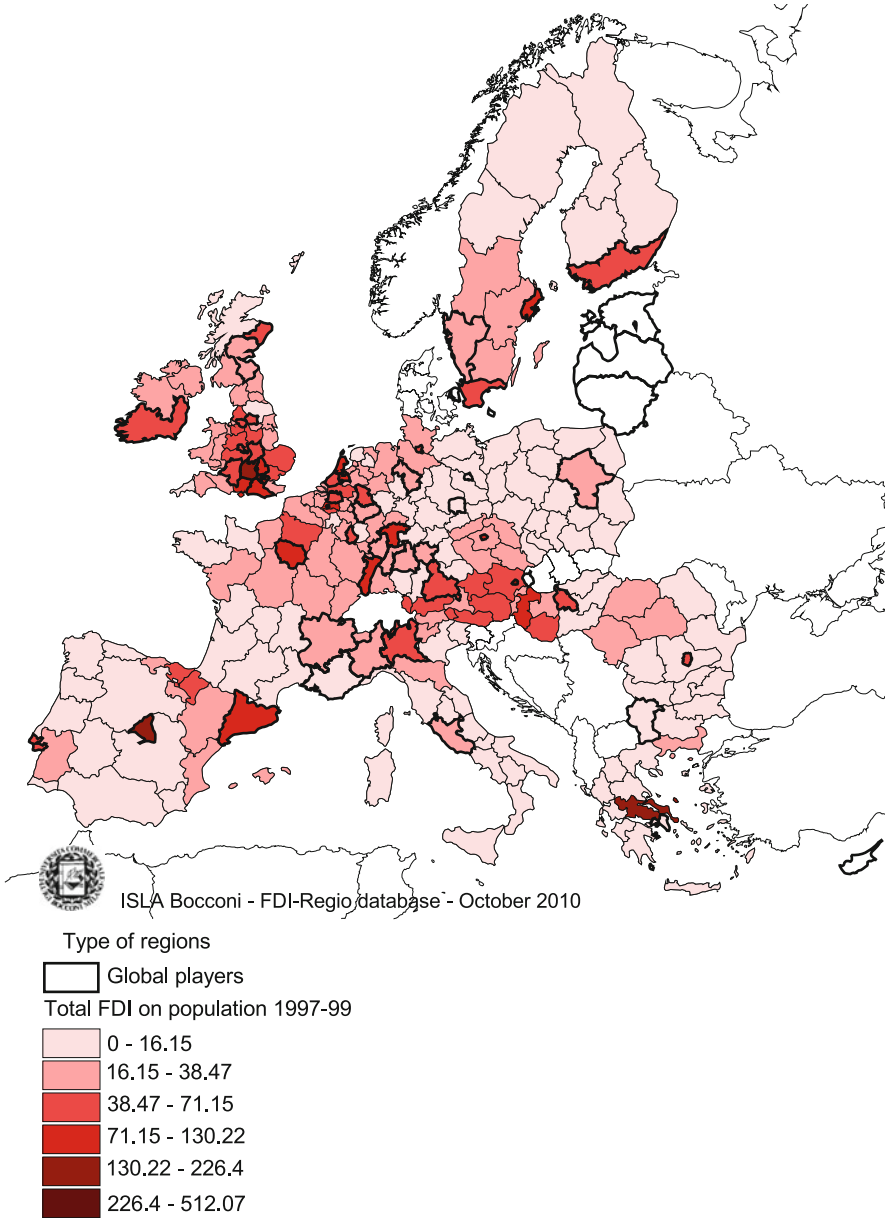 ISLA Bocconi - FDI-Regio database - October 2010
Type of regions
Global players
Total FDI on population 1997-99
0 - 16.15
16.15 - 38.47
38.47 - 71.15
71.15 - 130.22
130.22 - 226.4
226.4 - 512.07